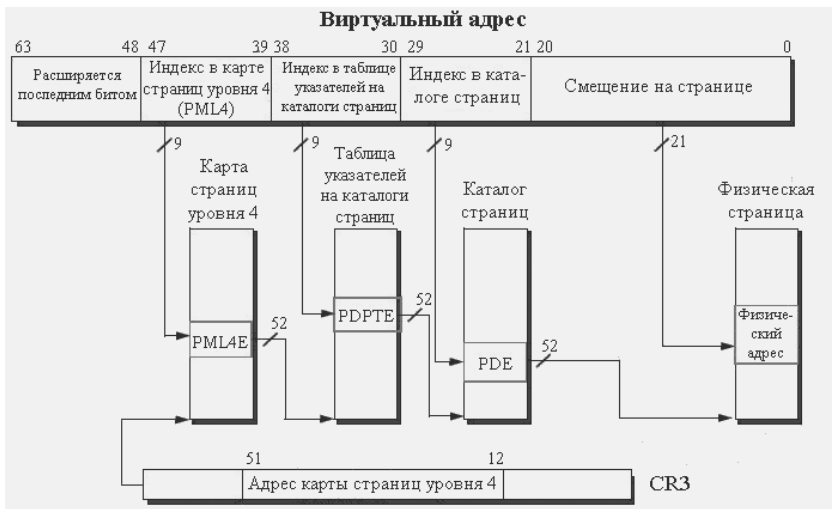 Виртуальный адрес
63 48 47 39 38 30 29 21 20 0
Расширяется
последним битом
Индекс в карте
страниц уровня 4
(PML4)
Индекс в таблице
указателей на
каталоги страниц
Индекс в ката-
логе страниц
Смещение на странице
9
9
9
21
Карта
страниц
уровня 4
Таблица
указателей
на каталоги
страниц
Каталог
страниц
Физическая
страница
PML4E
52
PDPTE
52
PDE
52
Физиче-
ский
адрес
51 12
Адрес карты страниц уровня 4
CR3